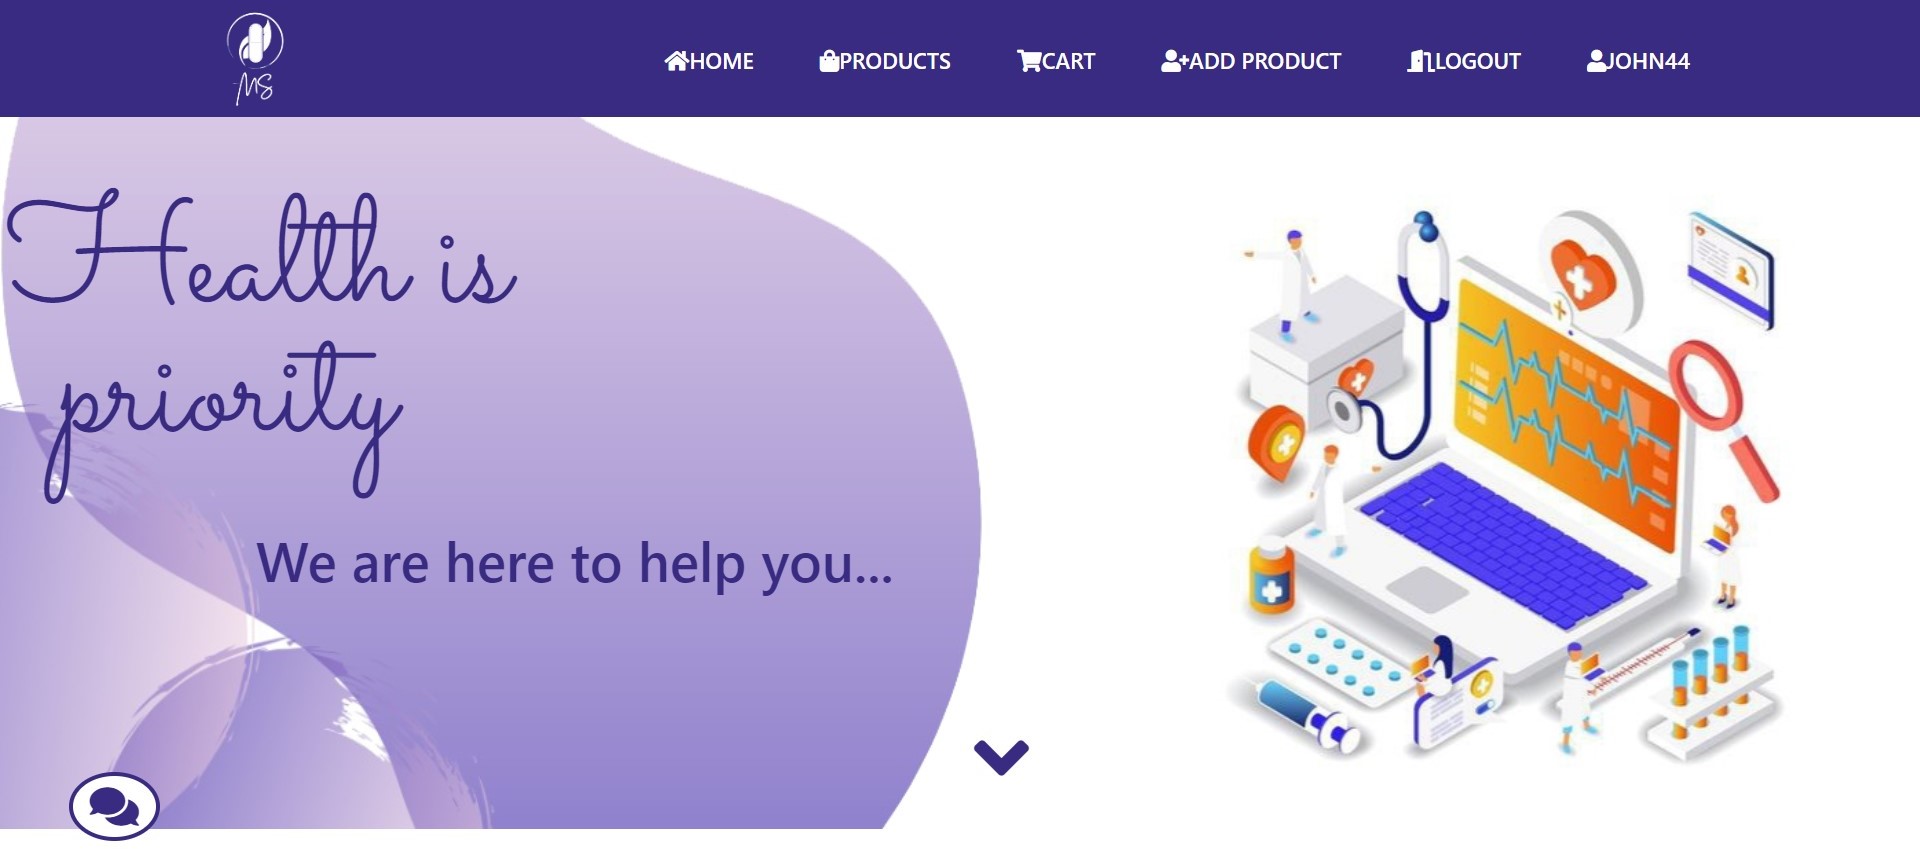 MS
HOME PRODUCTS CART ADD PRODUCT LOGOUT JOHN44
Health is
priority
We are here to help you...